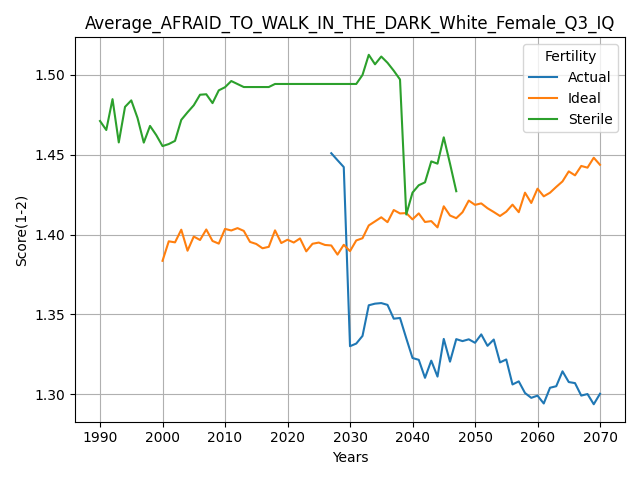 Average_AFRAID_TO_WALK_IN_THE_DARK_White_Female_Q3_IQ
Fertility
Actual
Ideal
Sterile
Score(1-2)
1.50
1.45
1.40
1.35
1.30
1990 2000 2010 2020 2030 2040 2050 2060 2070
Years